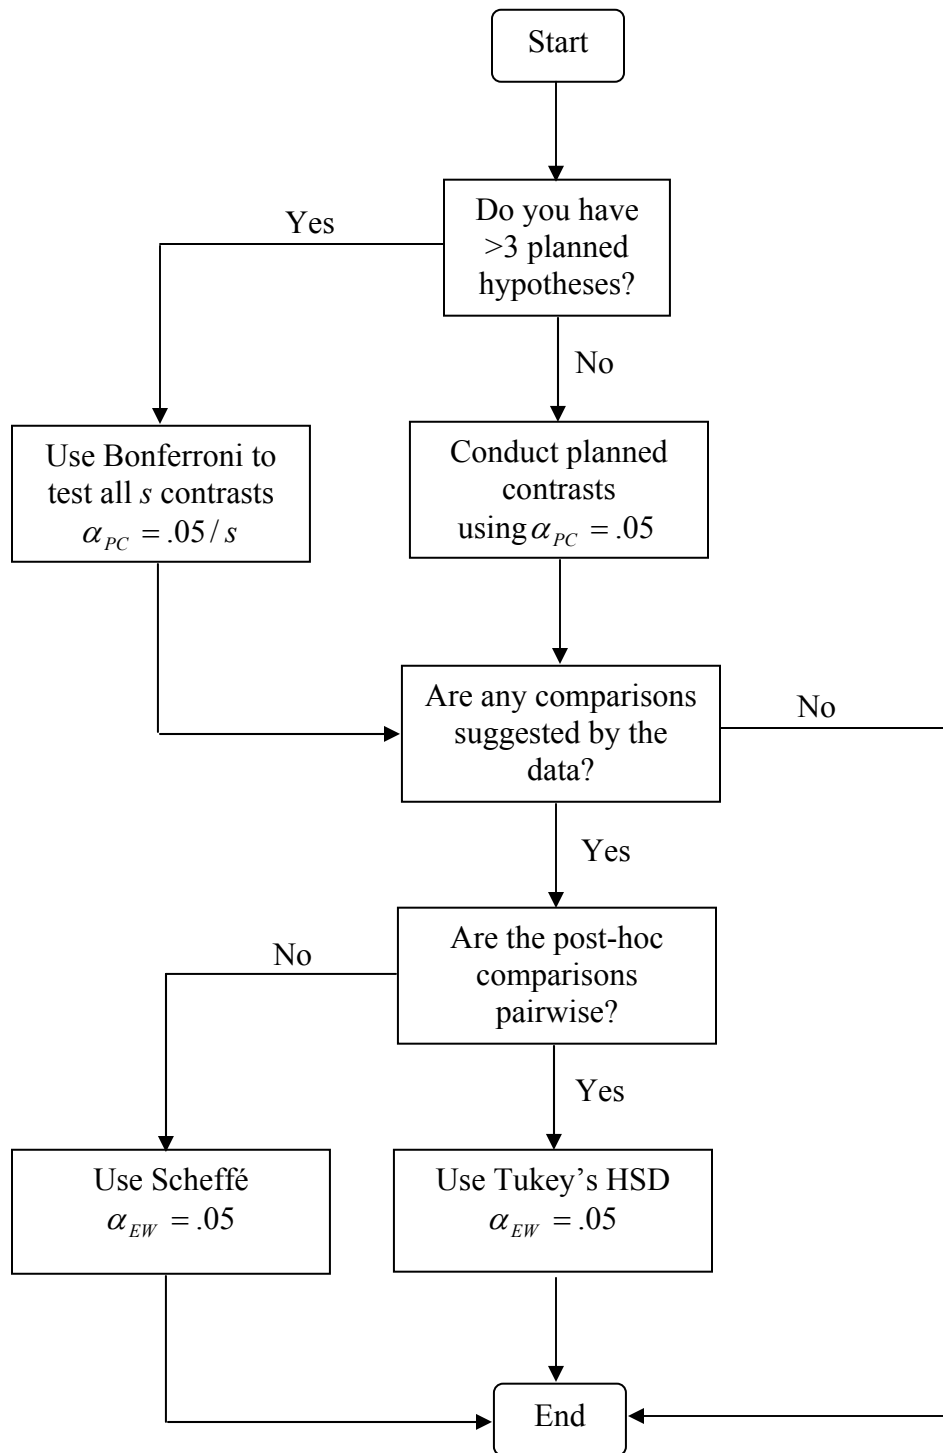 Start
Do you have
>3 planned
hypotheses?
Yes
No
Use Bonferroni to
test all s contrasts
α_PC = .05 / s
Conduct planned
contrasts
using α_PC = .05
Are any comparisons
suggested by the
data?
No
Yes
Are the post-hoc
comparisons
pairwise?
No
Yes
Use Scheffé
α_EW = .05
Use Tukey’s HSD
α_EW = .05
End